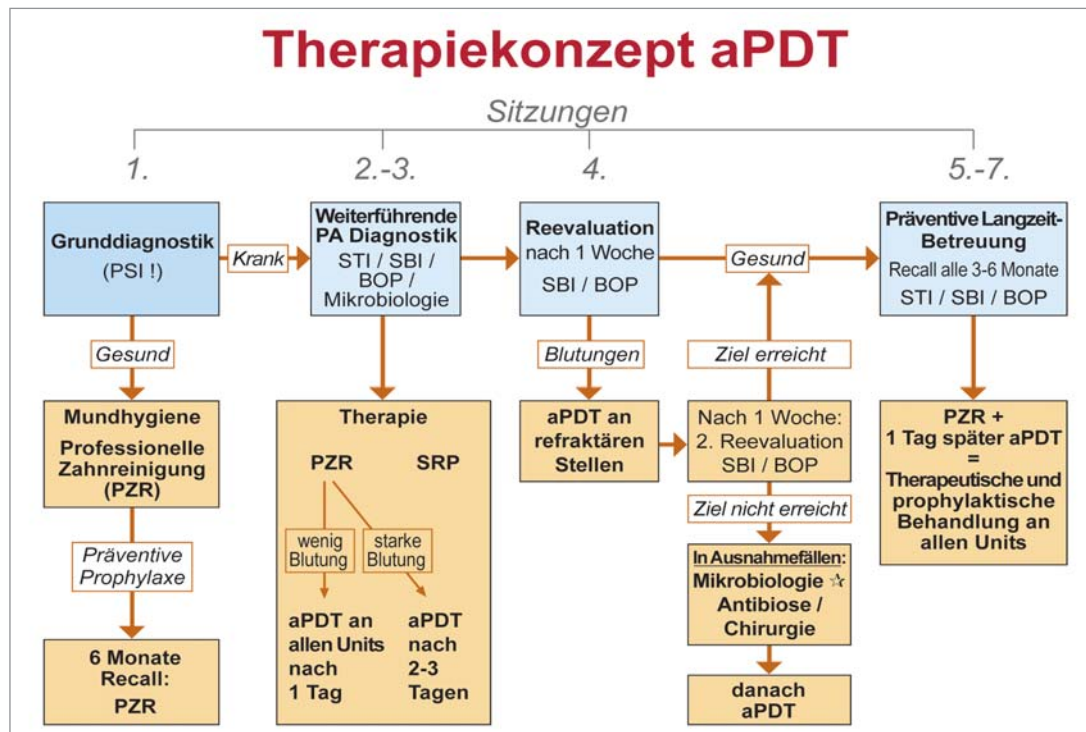 Therapiekonzept aPDT
Sitzungen
1.
2.-3.
4.
5.-7.
Grunddiagnostik
(PSI !)
Krank
Weiterführende
PA Diagnostik
STI / SBI /
BOP /
Mikrobiologie
Reevaluation
nach 1 Woche
SBI / BOP
Gesund
Präventive Langzeit-
Betreuung
Recall alle 3-6 Monate
STI / SBI / BOP
Gesund
Blutungen
Ziel erreicht
Mundhygiene
Professionelle
Zahnreinigung
(PZR)
Therapie
PZR
SRP
wenig
Blutung
starke
Blutung
aPDT an
allen Units
nach
1 Tag
aPDT
nach
2-3
Tagen
aPDT an
refraktären
Stellen
Nach 1 Woche:
2. Reevaluation
SBI / BOP
Ziel nicht erreicht
In Ausnahmefällen:
Mikrobiologie ☆
Antibiose /
Chirurgie
danach
aPDT
PZR +
1 Tag später aPDT
=
Therapeutische und
prophylaktische
Behandlung an
allen Units
Präventive
Prophylaxe
6 Monate
Recall:
PZR